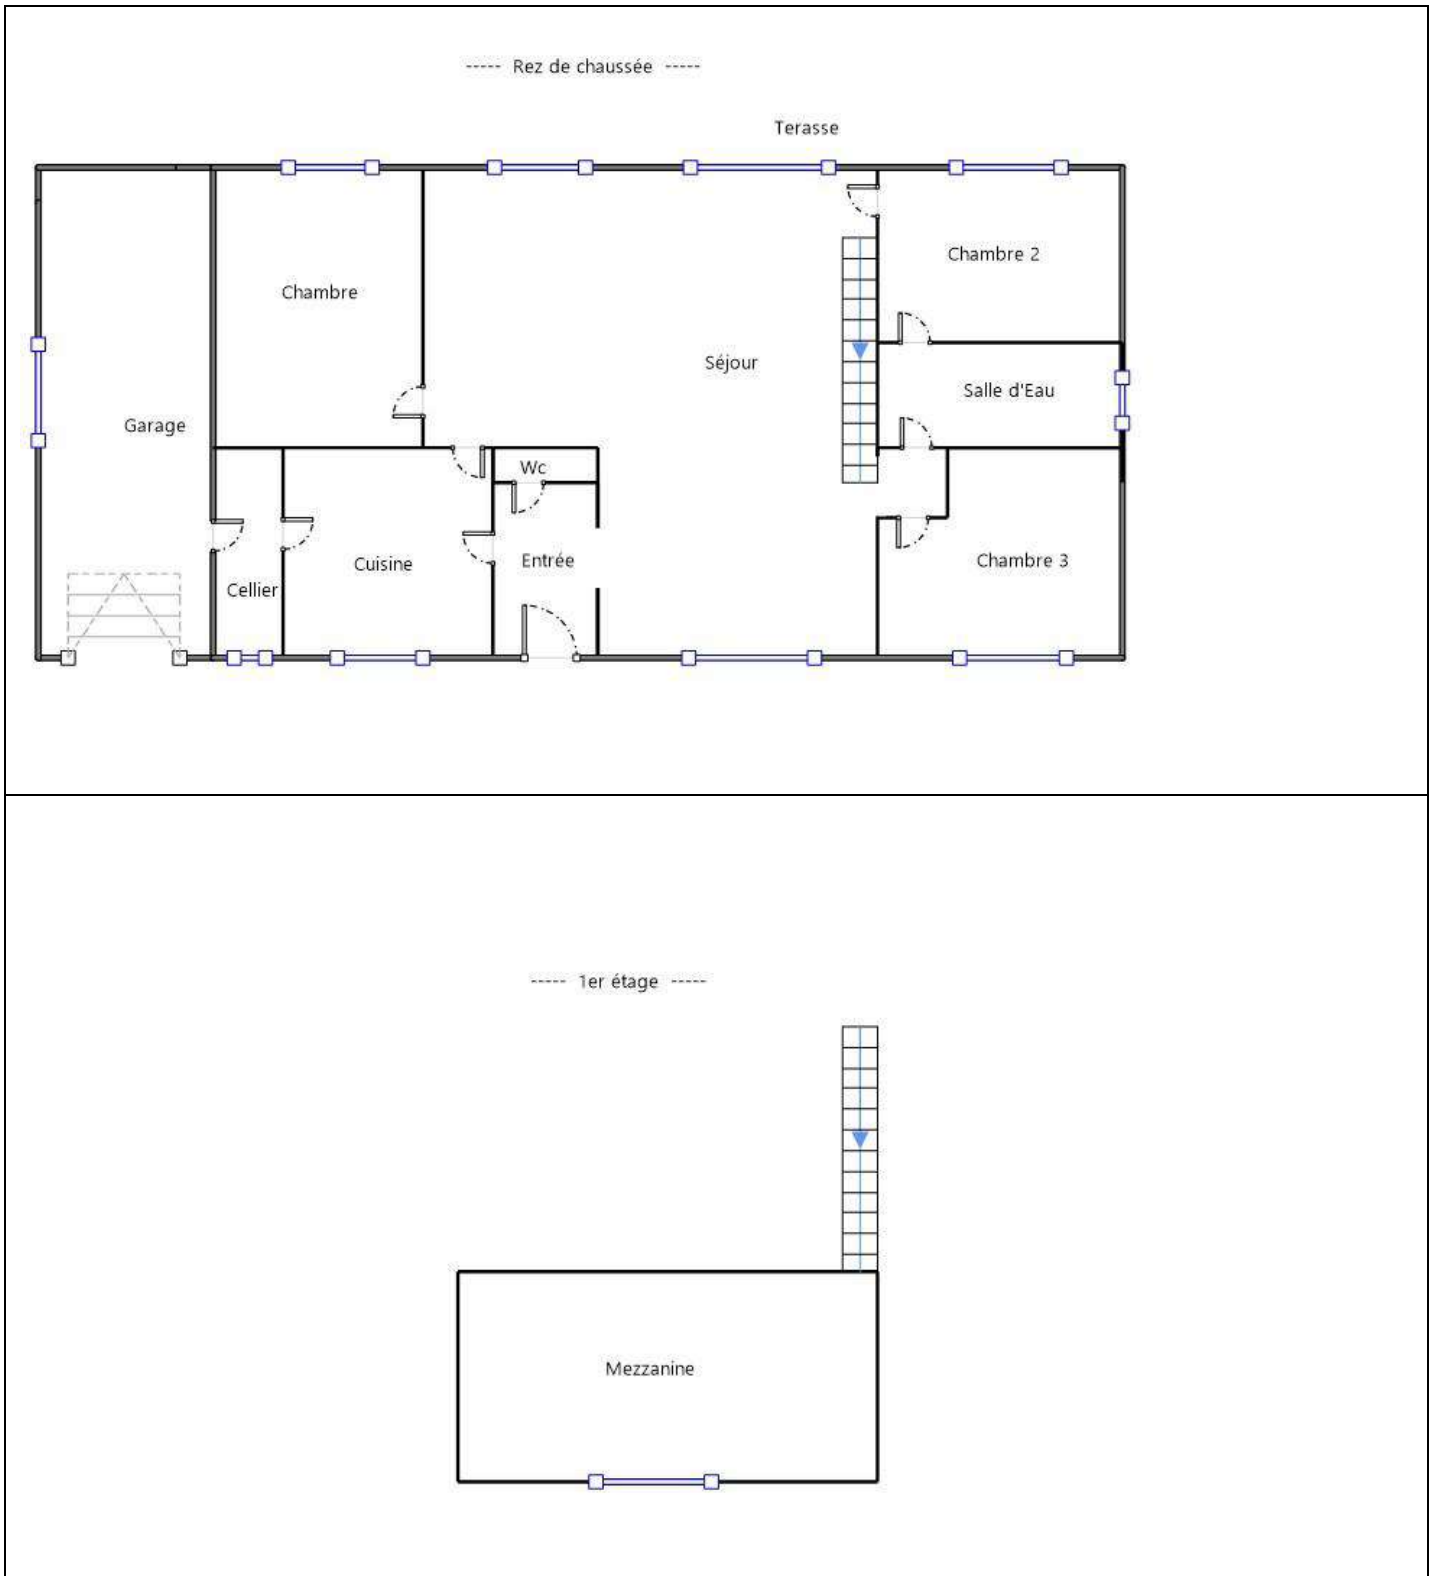 ----- Rez de chaussée -----
Terasse
Chambre 2
Chambre
Séjour
Salle d'Eau
Garage
Wc
Cuisine
Entrée
Chambre 3
Cellier
----- 1er étage -----
Mezzanine